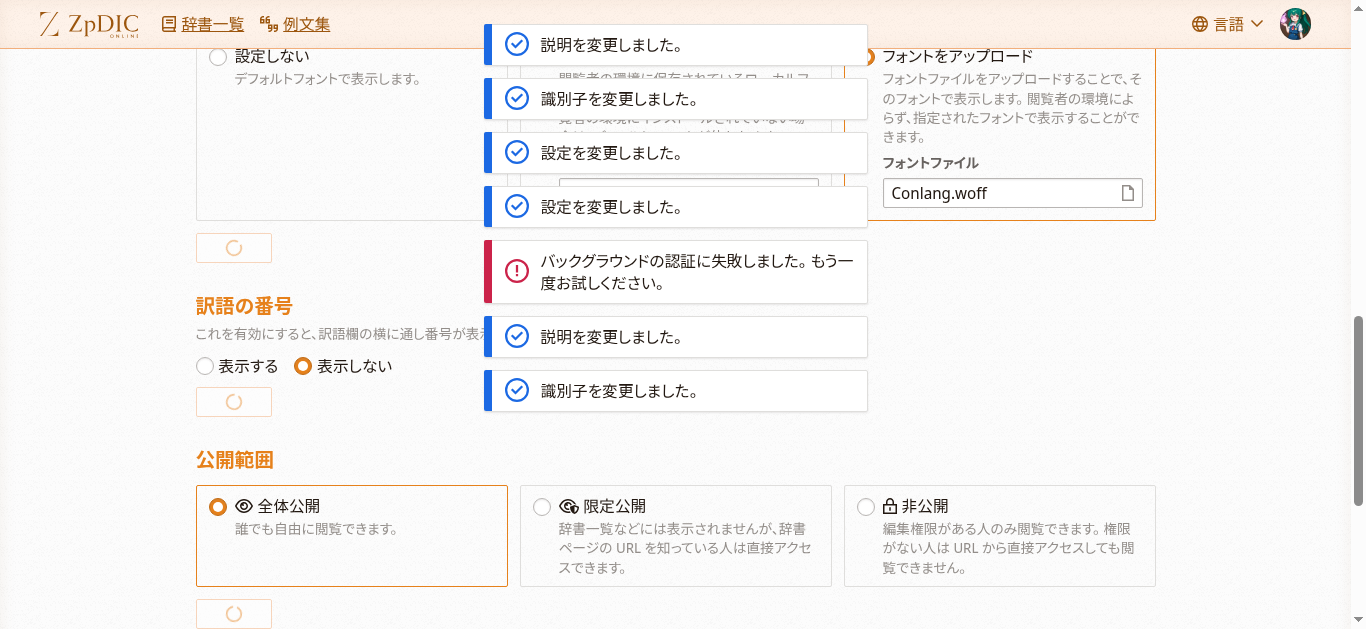 ZpDIC
ONLINE
辞書一覧
例文集
言語
設定しない
デフォルトフォントで表示します。
フォントをアップロード
フォントファイルをアップロードすることで、そ
のフォントで表示します。閲覧者の環境によ
らず、指定されたフォントで表示することがで
きます。
フォントファイル
Conlang.woff
説明を変更しました。
識別子を変更しました。
設定を変更しました。
設定を変更しました。
バックグラウンドの認証に失敗しました。もう一
度お試しください。
説明を変更しました。
識別子を変更しました。
訳語の番号
これを有効にすると、訳語欄の横に通し番号が表
表示する
表示しない
公開範囲
全体公開
誰でも自由に閲覧できます。
限定公開
辞書一覧などには表示されませんが、辞書
ページの URL を知っている人は直接アクセ
スできます。
非公開
編集権限がある人のみ閲覧できます。権限
がない人は URL から直接アクセスしても閲
覧できません。